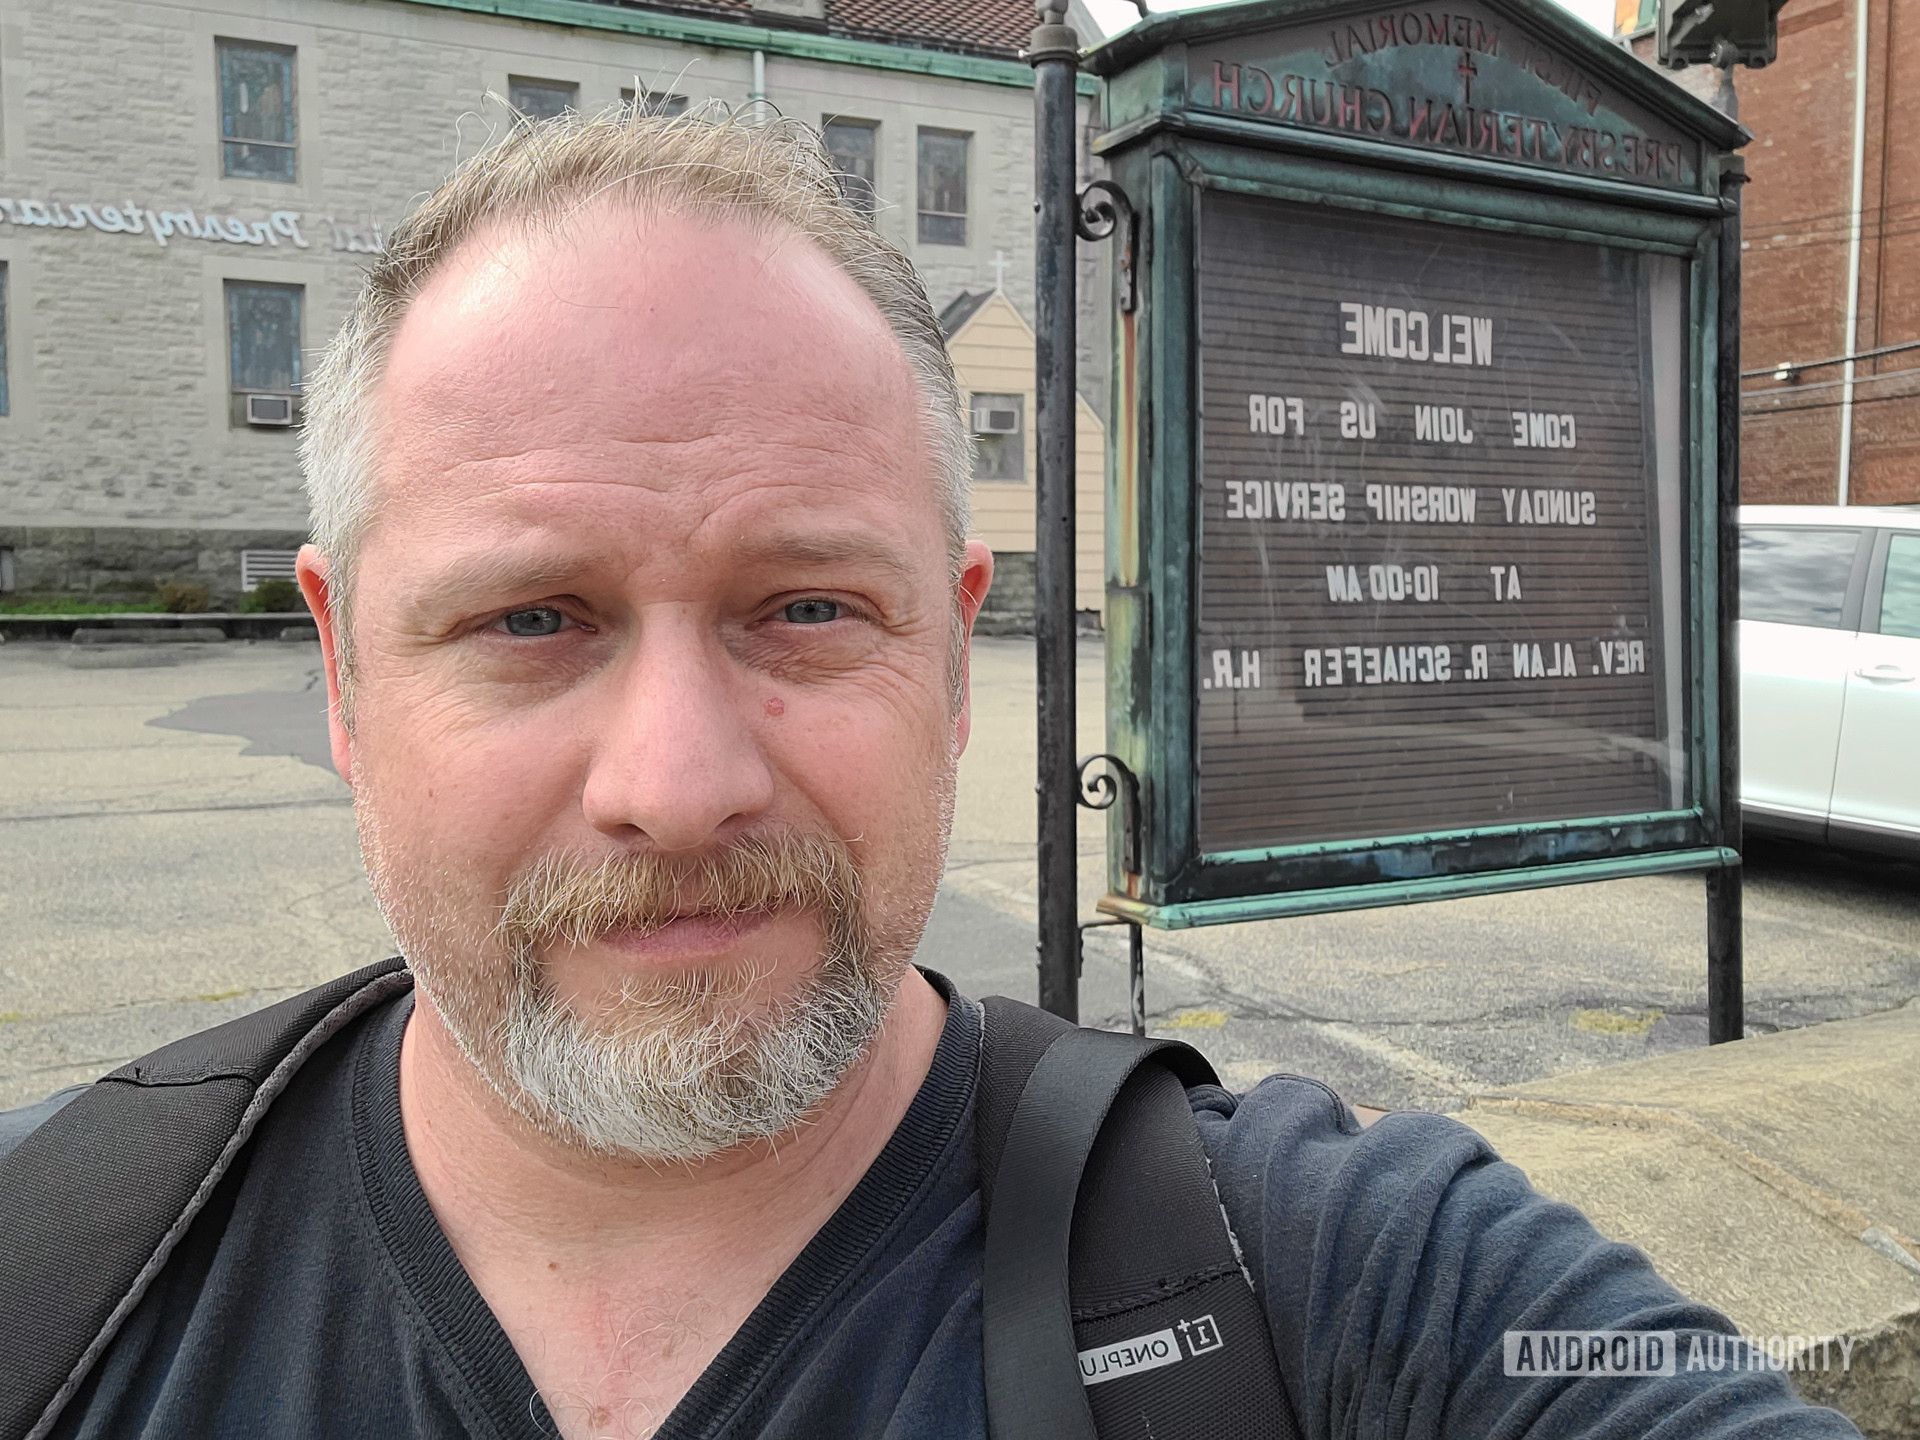 FIRST MEMORIAL
PRESBYTERIAN CHURCH
WELCOME
COME JOIN US FOR
SUNDAY WORSHIP SERVICE
AT 10:00 AM
REV. ALAN R. SCHAEFER H.R.
Presbyterian
ONEPLU
ANDROID AUTHORITY